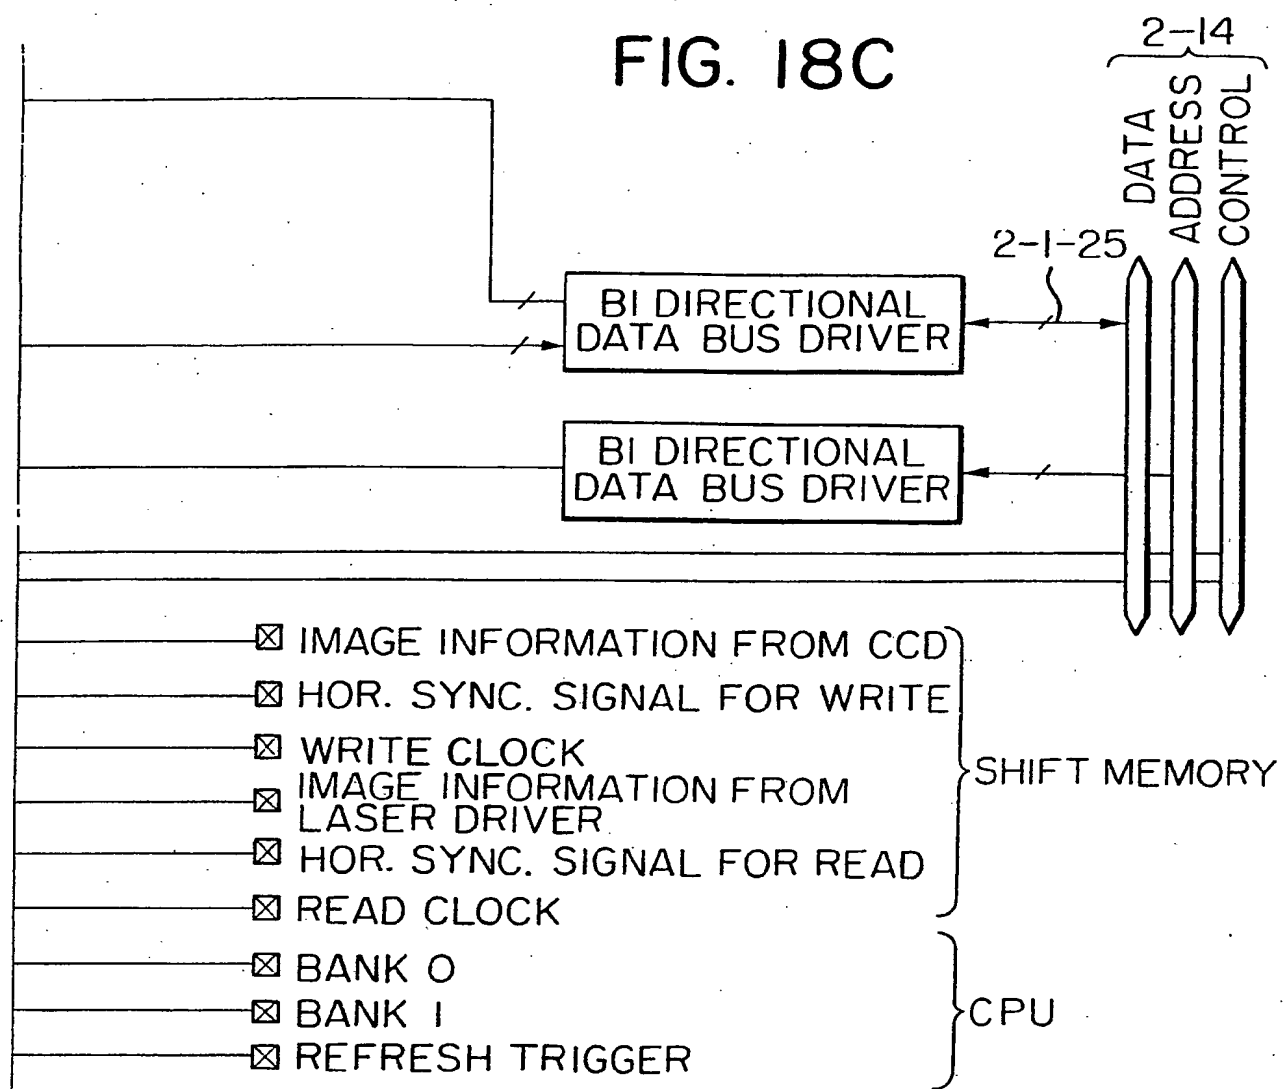 FIG. 18C
2-14
DATA
ADDRESS
CONTROL
2-1-25
BI DIRECTIONAL
DATA BUS DRIVER
BI DIRECTIONAL
DATA BUS DRIVER
IMAGE INFORMATION FROM CCD
HOR. SYNC. SIGNAL FOR WRITE
WRITE CLOCK
IMAGE INFORMATION FROM
LASER DRIVER
HOR. SYNC. SIGNAL FOR READ
READ CLOCK
SHIFT MEMORY
BANK 0
BANK 1
REFRESH TRIGGER
CPU